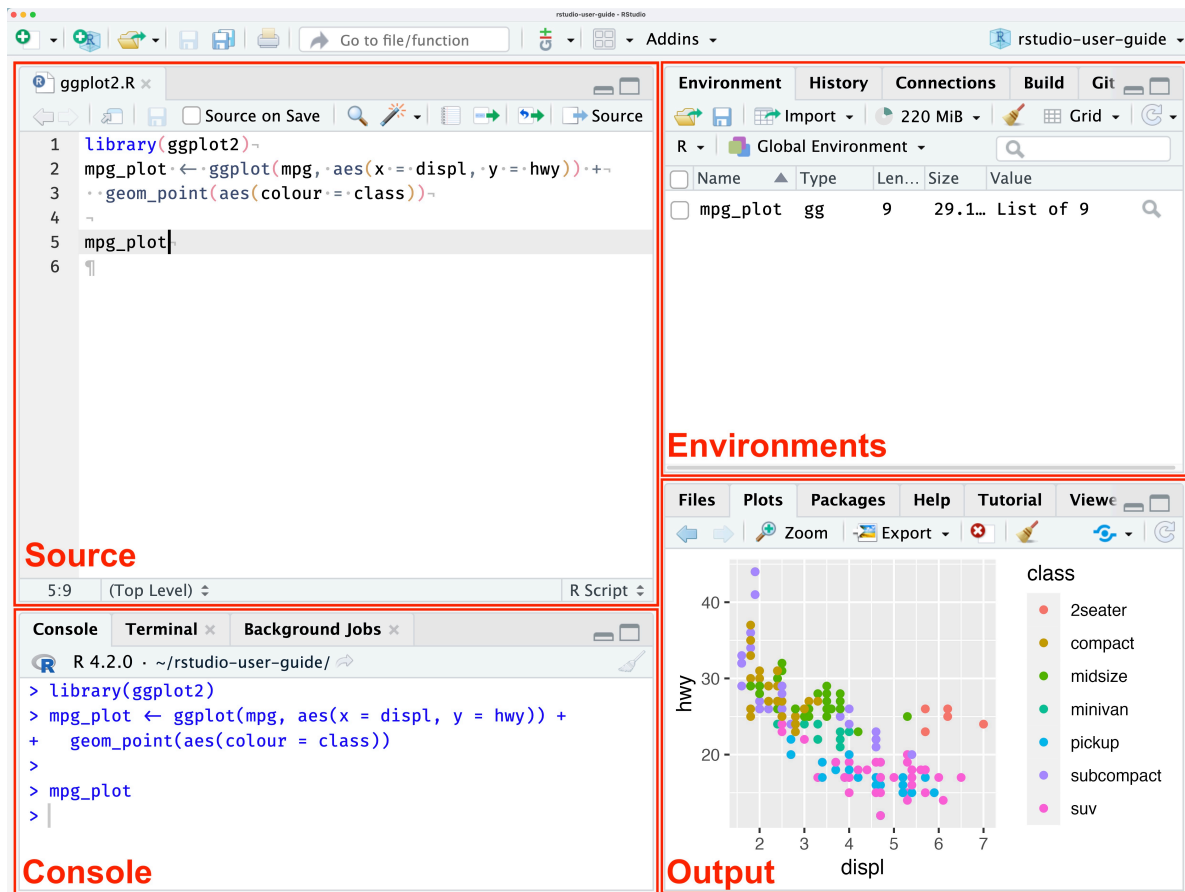 rstudio-user-guide - RStudio
Go to file/function Addins rstudio-user-guide
ggplot2.R
Source on Save Source
1 library(ggplot2)¬
2 mpg_plot·←·ggplot(mpg,·aes(x·=·displ,·y·=·hwy))·+¬
3 ··geom_point(aes(colour·=·class))¬
4 ¬
5 mpg_plot¬
6 ¶
Source
5:9 (Top Level) R Script
Environment History Connections Build Git
Import 220 MiB Grid
R Global Environment
Name Type Len... Size Value
mpg_plot gg 9 29.1… List of 9
Environments
Console Terminal Background Jobs
R 4.2.0 · ~/rstudio-user-guide/
> library(ggplot2)
> mpg_plot ← ggplot(mpg, aes(x = displ, y = hwy)) +
+   geom_point(aes(colour = class))
>
> mpg_plot
>
Console
Files Plots Packages Help Tutorial Viewe
Zoom Export
class
2seater
compact
midsize
minivan
pickup
subcompact
suv
hwy
40
30
20
2 3 4 5 6 7
displ
Output